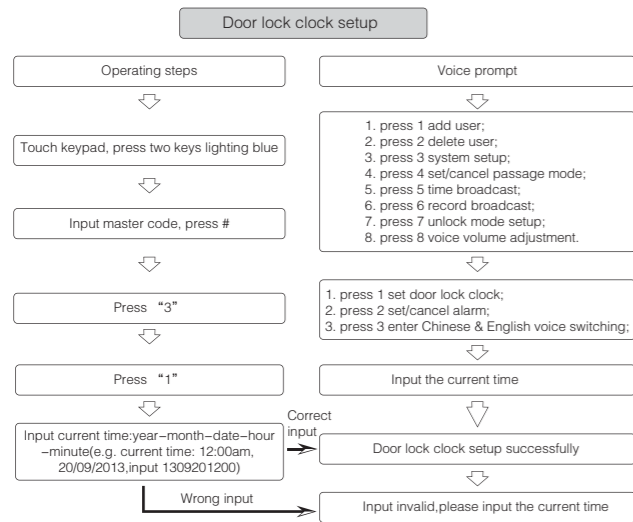 Door lock clock setup
Operating steps
Touch keypad, press two keys lighting blue
Input master code, press #
Press “3”
Press “1”
Input current time:year-month-date-hour
-minute(e.g. current time: 12:00am,
20/09/2013,input 1309201200)
Correct
input
Wrong input
Voice prompt
1. press 1 add user;
2. press 2 delete user;
3. press 3 system setup;
4. press 4 set/cancel passage mode;
5. press 5 time broadcast;
6. press 6 record broadcast;
7. press 7 unlock mode setup;
8. press 8 voice volume adjustment.
1. press 1 set door lock clock;
2. press 2 set/cancel alarm;
3. press 3 enter Chinese & English voice switching;
Input the current time
Door lock clock setup successfully
Input invalid,please input the current time